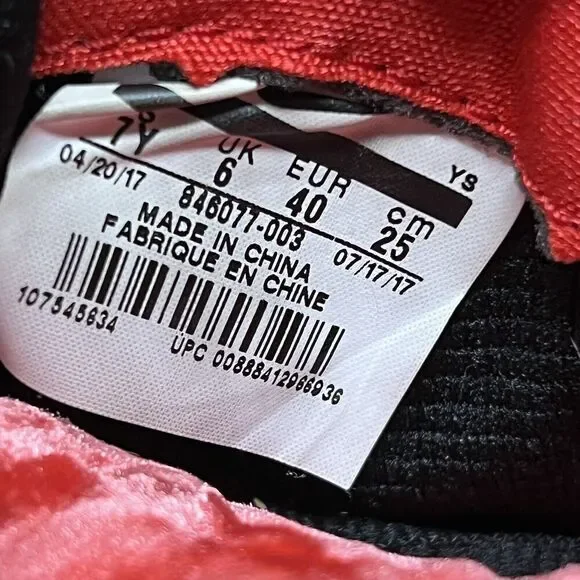 YS
UK EUR cm
7Y 6 40 25
04/20/17 846077-003 07/17/17
MADE IN CHINA
FABRIQUE EN CHINE
107545634
UPC 00888412966936